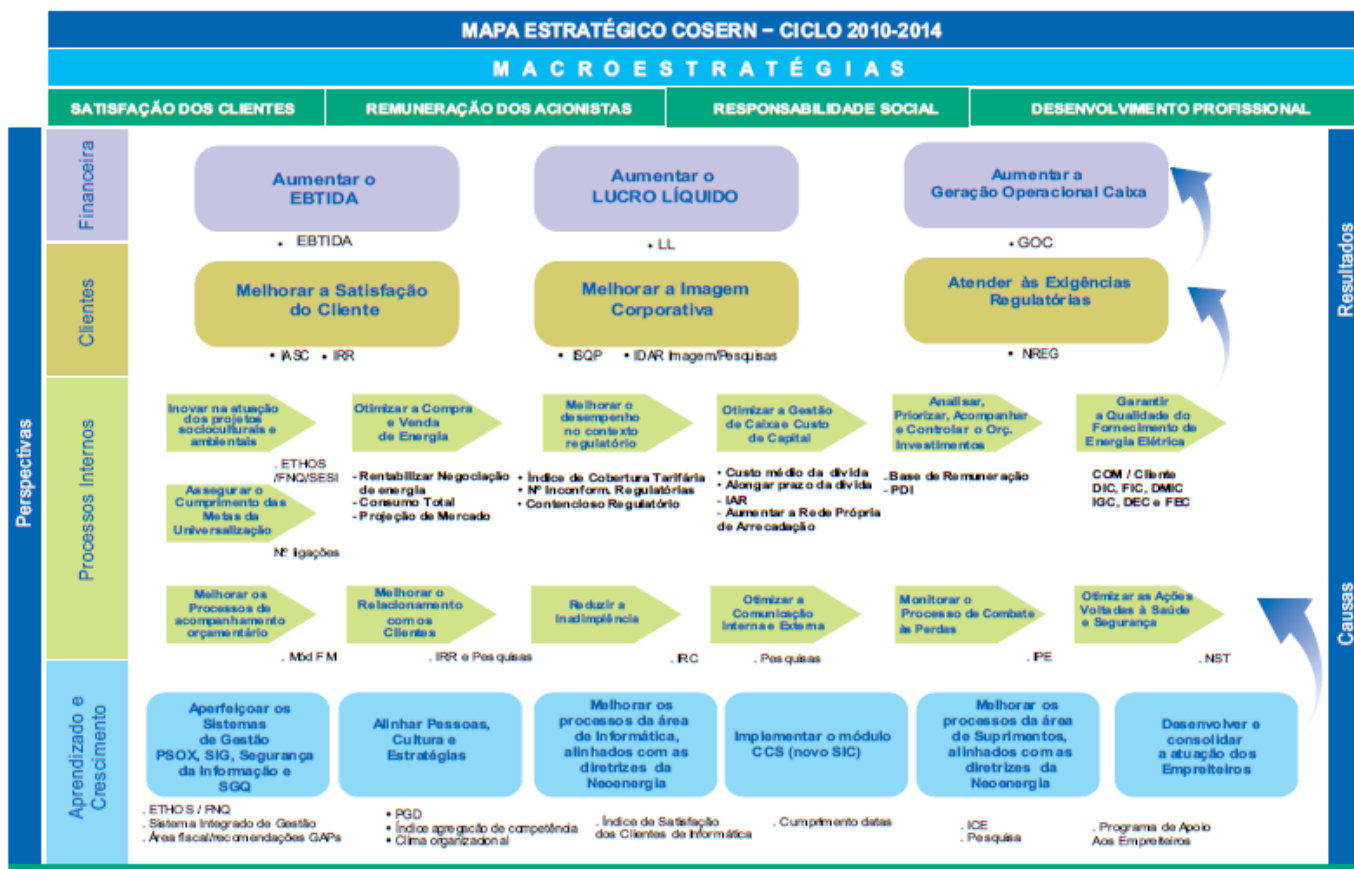 MAPA ESTRATÉGICO COSERN – CICLO 2010-2014
MACROESTRATÉGIAS
SATISFAÇÃO DOS CLIENTES
REMUNERAÇÃO DOS ACIONISTAS
RESPONSABILIDADE SOCIAL
DESENVOLVIMENTO PROFISSIONAL
Perspectivas
Resultados
Causas
Financeira
Aumentar o
EBTIDA
• EBTIDA
Aumentar o
LUCRO LÍQUIDO
• LL
Aumentar a
Geração Operacional Caixa
• GOC
Clientes
Melhorar a Satisfação
do Cliente
• IASC • IRR
Melhorar a Imagem
Corporativa
• ISQP • IDAR Imagem/Pesquisas
Atender às Exigências
Regulatórias
• NREG
Processos Internos
Inovar na atuação
dos projetos
socioculturais e
ambientais
. ETHOS
/FNQ/SESI
Otimizar a Compra
e Venda
de Energia
-Rentabilizar Negociação
de energia
-Consumo Total
-Projeção de Mercado
Melhorar o
desempenho
no contexto
regulatório
• Índice de Cobertura Tarifária
• Nº Inconform. Regulatórias
• Contencioso Regulatório
Otimizar a Gestão
de Caixa e Custo
de Capital
• Custo médio da dívida
• Alongar prazo da dívida
- IAR
- Aumentar a Rede Própria
de Arrecadação
Analisar,
Priorizar, Acompanhar
e Controlar o Orç.
Investimentos
-Base de Remuneração
- PDI
Garantir
a Qualidade do
Fornecimento de
Energia Elétrica
COM / Cliente
DIC, FIC, DMIC
IGC, DEC e FEC
Assegurar o
Cumprimento das
Metas da
Universalização
Nº ligações
Melhorar os
Processos de
acompanhamento
orçamentário
. Mód FM
Melhorar o
Relacionamento
com os
Clientes
. IRR e Pesquisas
Reduzir a
Inadimplência
. IRC
Otimizar a
Comunicação
Interna e Externa
. Pesquisas
Monitorar o
Processo de Combate
às Perdas
. IPE
Otimizar as Ações
Voltadas à Saúde
e Segurança
. NST
Aprendizado e
Crescimento
Aperfeiçoar os
Sistemas
de Gestão
PSOX, SIG, Segurança
da Informação e
SGQ
. ETHOS / FNQ
. Sistema Integrado de Gestão
. Área fiscal/recomendações GAPs
Alinhar Pessoas,
Cultura e
Estratégias
• PGD
• Índice agregação de competência
• Clima organizacional
Melhorar os
processos da área
de Informática,
alinhados com as
diretrizes da
Neoenergia
. Índice de Satisfação
dos Clientes de Informática
Implementar o módulo
CCS (novo SIC)
. Cumprimento datas
Melhorar os
processos da área
de Suprimentos,
alinhados com as
diretrizes da
Neoenergia
. ICE
. Pesquisa
Desenvolver e
consolidar
a atuação dos
Empreiteiros
. Programa de Apoio
Aos Empreiteiros